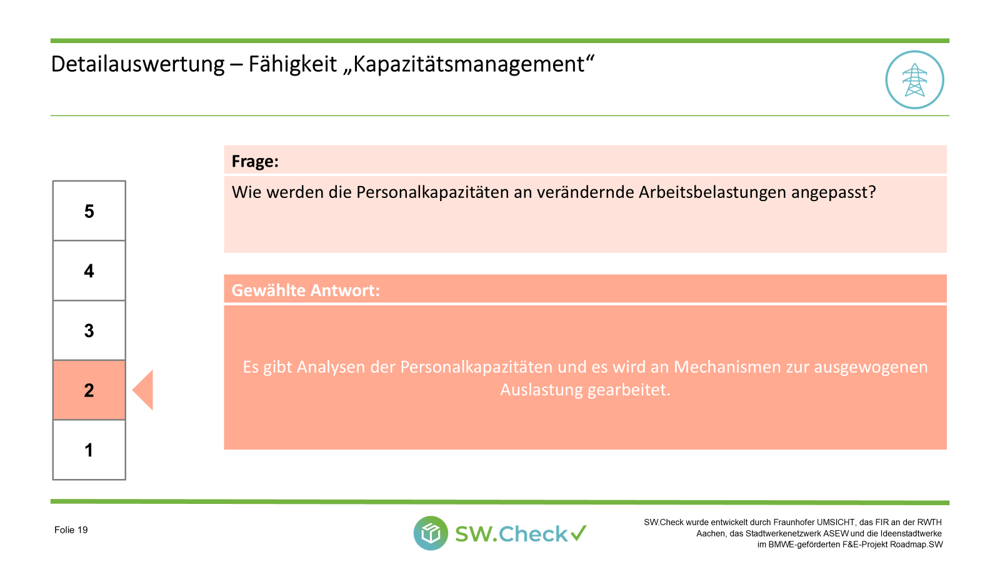 Detailauswertung – Fähigkeit „Kapazitätsmanagement“
Frage:
Wie werden die Personalkapazitäten an verändernde Arbeitsbelastungen angepasst?
5
4
3
2
1
Gewählte Antwort:
Es gibt Analysen der Personalkapazitäten und es wird an Mechanismen zur ausgewogenen
Auslastung gearbeitet.
Folie 19
SW.Check
SW.Check wurde entwickelt durch Fraunhofer UMSICHT, das FIR an der RWTH
Aachen, das Stadtwerkenetzwerk ASEW und die Ideenstadtwerke
im BMWE-geförderten F&E-Projekt Roadmap.SW